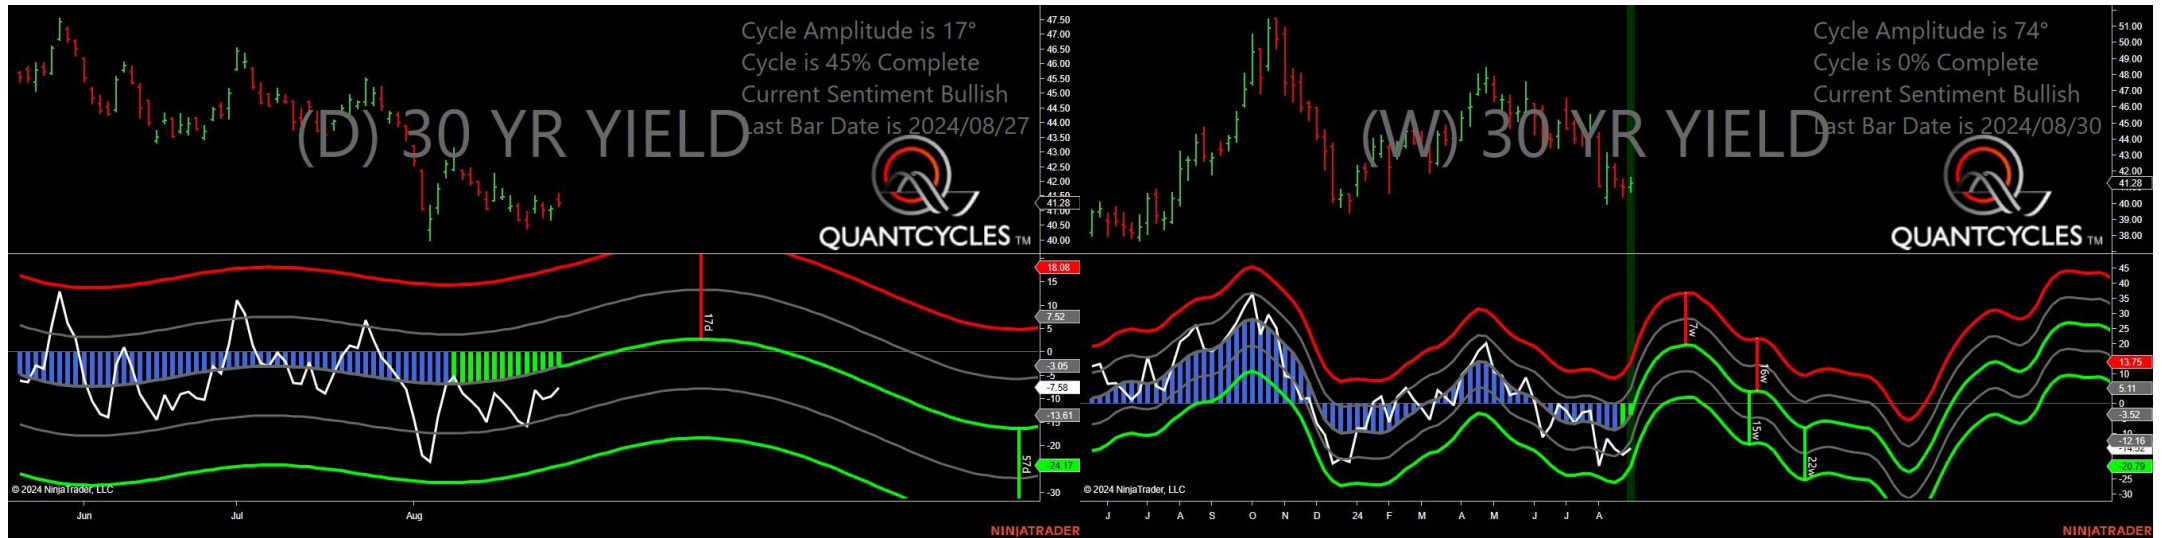 Cycle Amplitude is 17°
Cycle is 45% Complete
Current Sentiment Bullish
Last Bar Date is 2024/08/27
(D) 30 YR YIELD
QUANTCYCLES TM
47.50
47.00
46.50
46.00
45.50
45.00
44.50
44.00
43.50
43.00
42.50
42.00
41.50
41.28
41.00
40.50
40.00
18.08
15
10
7.52
5
0
-3.05
-5
-7.58
-10
-13.61
-15
-20
-24.17
-30
17d
57d
© 2024 NinjaTrader, LLC
Jun
Jul
Aug
NINJATRADER
Cycle Amplitude is 74°
Cycle is 0% Complete
Current Sentiment Bullish
Last Bar Date is 2024/08/30
(W) 30 YR YIELD
QUANTCYCLES TM
51.00
50.00
49.00
48.00
47.00
46.00
45.00
44.00
43.00
42.00
41.28
40.00
39.00
38.00
45
35
30
25
20
13.75
10
5.11
0
-3.52
-12.16
-14.52
-20.79
-25
-30
7w
16w
15w
22w
© 2024 NinjaTrader, LLC
J J A S O N D 24 F M A M J J A
NINJATRADER